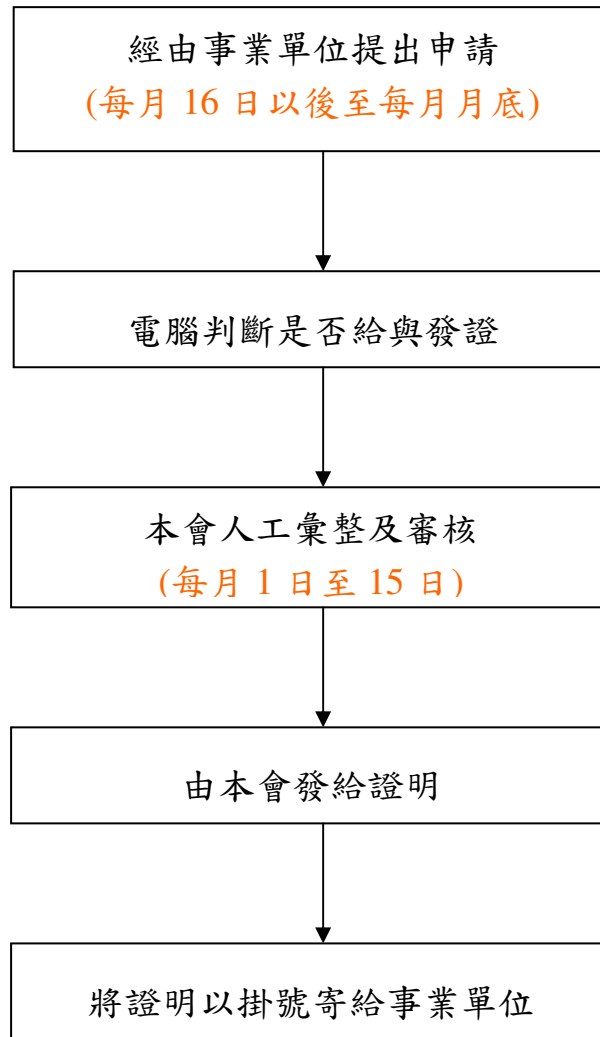 經由事業單位提出申請
(每月 16 日以後至每月月底)
電腦判斷是否給與發證
本會人工彙整及審核
(每月 1 日至 15 日)
由本會發給證明
將證明以掛號寄給事業單位